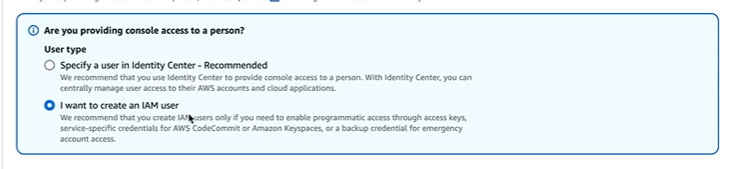 Are you providing console access to a person?
User type
Specify a user in Identity Center - Recommended
We recommend that you use Identity Center to provide console access to a person. With Identity Center, you can
centrally manage user access to their AWS accounts and cloud applications.
I want to create an IAM user
We recommend that you create IAM users only if you need to enable programmatic access through access keys,
service-specific credentials for AWS CodeCommit or Amazon Keyspaces, or a backup credential for emergency
account access.